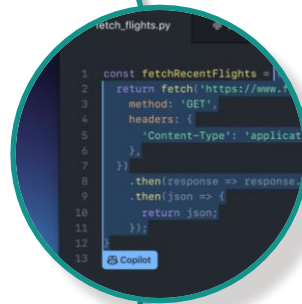 fetch_flights.py
1 const fetchRecentFlights =
2 return fetch('https://www.f
3 method: 'GET',
4 headers: {
5 'Content-Type': 'applicat
6 },
7 })
8 .then(response => response.
9 .then(json => {
10 return json;
11 });
12 }
13 Copilot